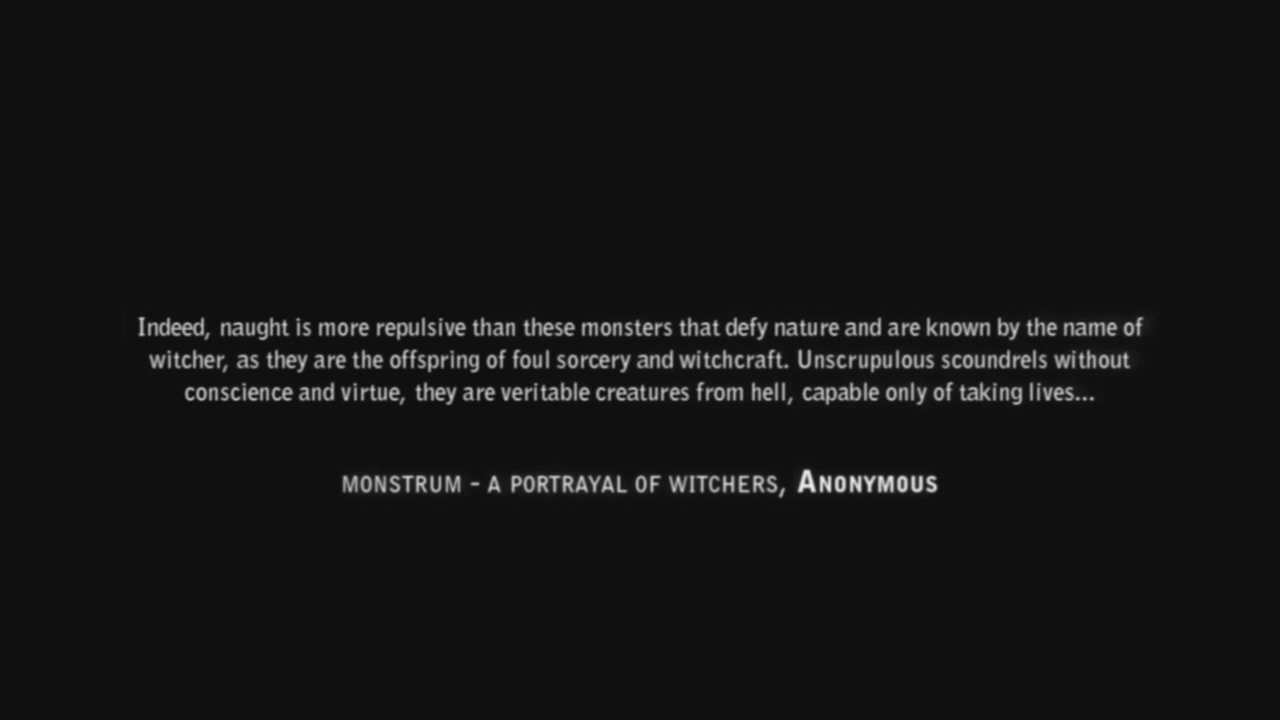 Indeed, naught is more repulsive than these monsters that defy nature and are known by the name of
witcher, as they are the offspring of foul sorcery and witchcraft. Unscrupulous scoundrels without
conscience and virtue, they are veritable creatures from hell, capable only of taking lives...
MONSTRUM - A PORTRAYAL OF WITCHERS, ANONYMOUS